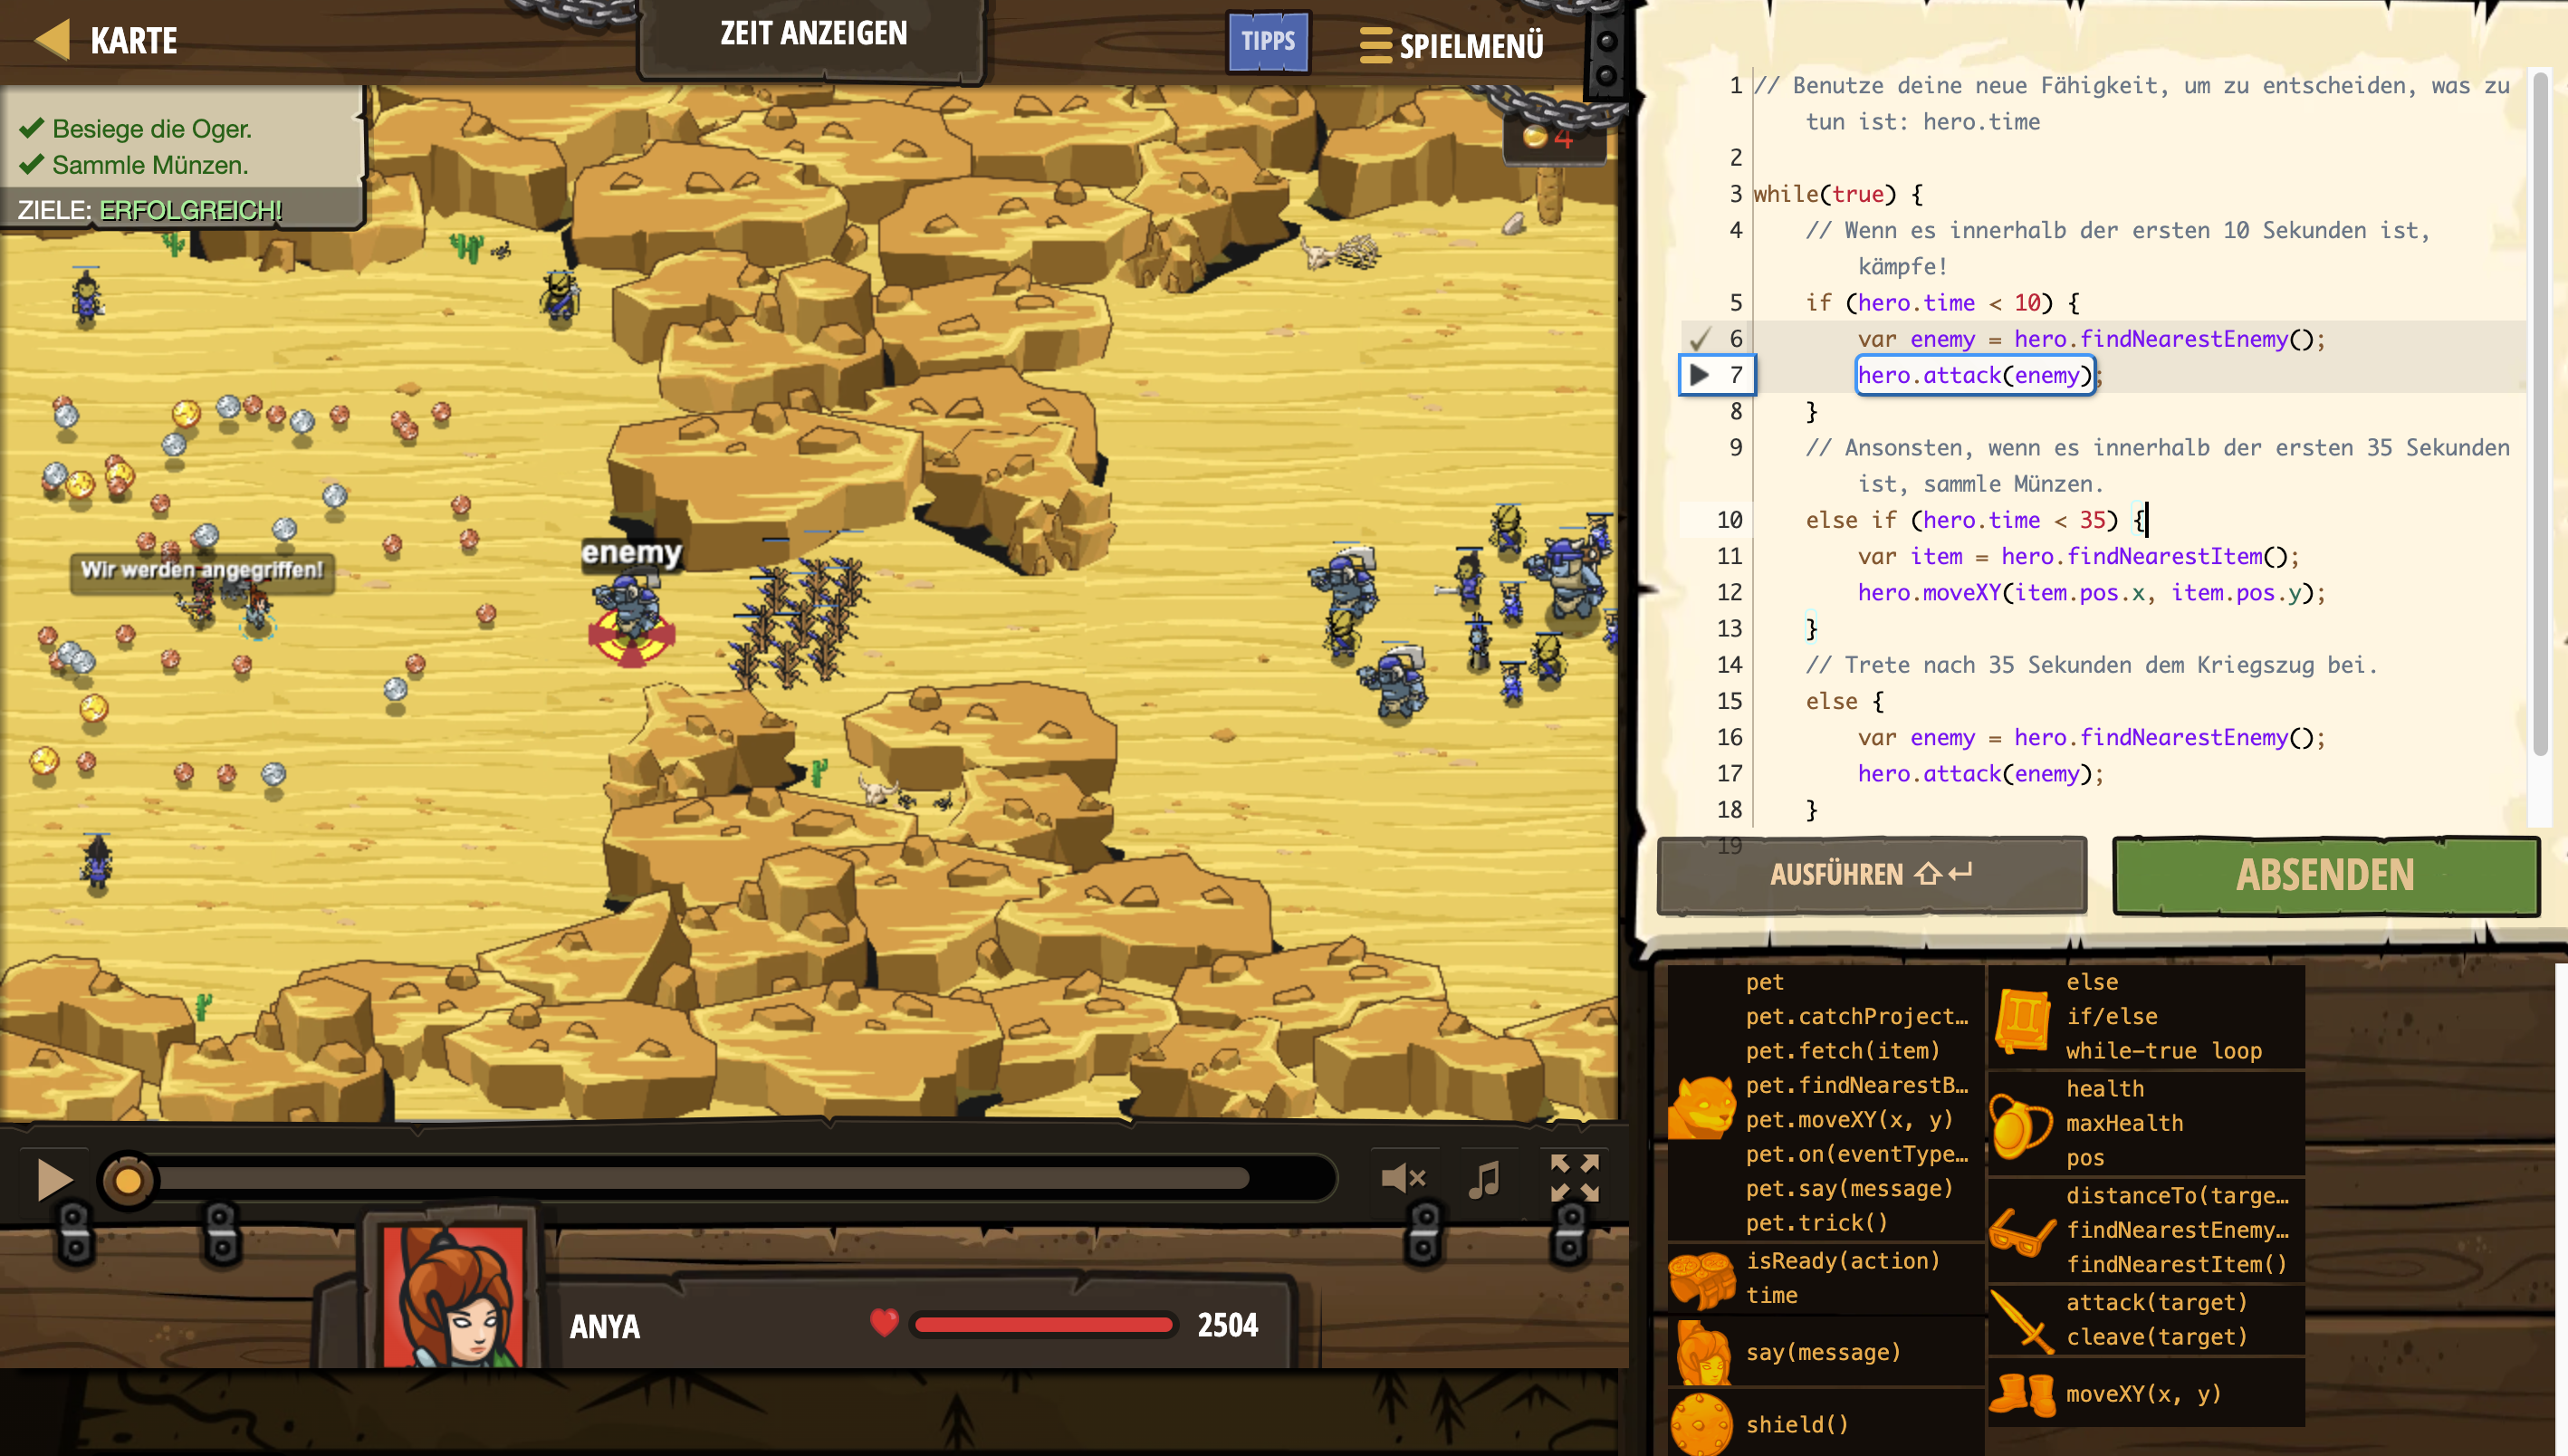 KARTE
ZEIT ANZEIGEN
TIPPS
SPIELMENÜ
Besiege die Oger.
Sammle Münzen.
ZIELE: ERFOLGREICH!
4
Wir werden angegriffen!
enemy
ANYA
2504
1 // Benutze deine neue Fähigkeit, um zu entscheiden, was zu
tun ist: hero.time
2
3 while(true) {
4 // Wenn es innerhalb der ersten 10 Sekunden ist,
kämpfe!
5 if (hero.time < 10) {
6 var enemy = hero.findNearestEnemy();
7 hero.attack(enemy);
8 }
9 // Ansonsten, wenn es innerhalb der ersten 35 Sekunden
ist, sammle Münzen.
10 else if (hero.time < 35) {
11 var item = hero.findNearestItem();
12 hero.moveXY(item.pos.x, item.pos.y);
13 }
14 // Trete nach 35 Sekunden dem Kriegszug bei.
15 else {
16 var enemy = hero.findNearestEnemy();
17 hero.attack(enemy);
18 }
19
AUSFÜHREN ⇧↵
ABSENDEN
pet
pet.catchProject…
pet.fetch(item)
pet.findNearestB…
pet.moveXY(x, y)
pet.on(eventType…
pet.say(message)
pet.trick()
isReady(action)
time
say(message)
shield()
else
if/else
while-true loop
health
maxHealth
pos
distanceTo(targe…
findNearestEnemy…
findNearestItem()
attack(target)
cleave(target)
moveXY(x, y)